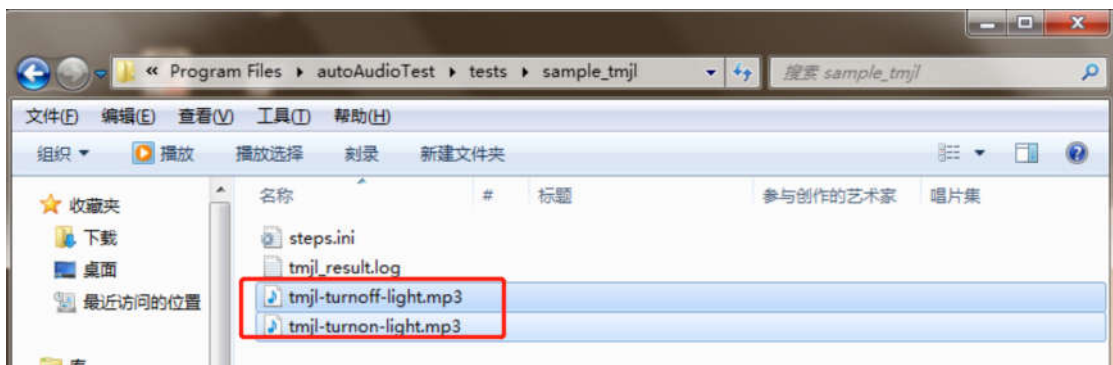 « Program Files ▸ autoAudioTest ▸ tests ▸ sample_tmjl
搜索 sample_tmjl
文件(F) 编辑(E) 查看(V) 工具(T) 帮助(H)
组织 播放 播放选择 刻录 新建文件夹
名称 # 标题 参与创作的艺术家 唱片集
收藏夹
下载
桌面
最近访问的位置
steps.ini
tmjl_result.log
tmjl-turnoff-light.mp3
tmjl-turnon-light.mp3